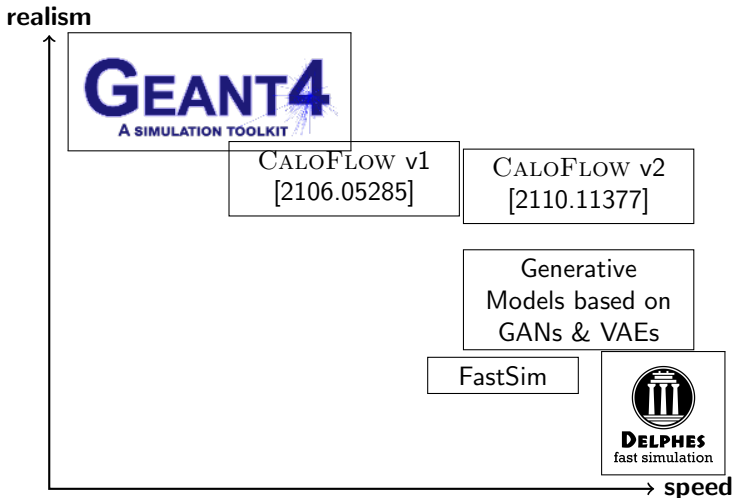 realism
GEANT4
A SIMULATION TOOLKIT
CALOFLOW v1
[2106.05285]
CALOFLOW v2
[2110.11377]
Generative
Models based on
GANs & VAEs
FastSim
DELPHES
fast simulation
speed